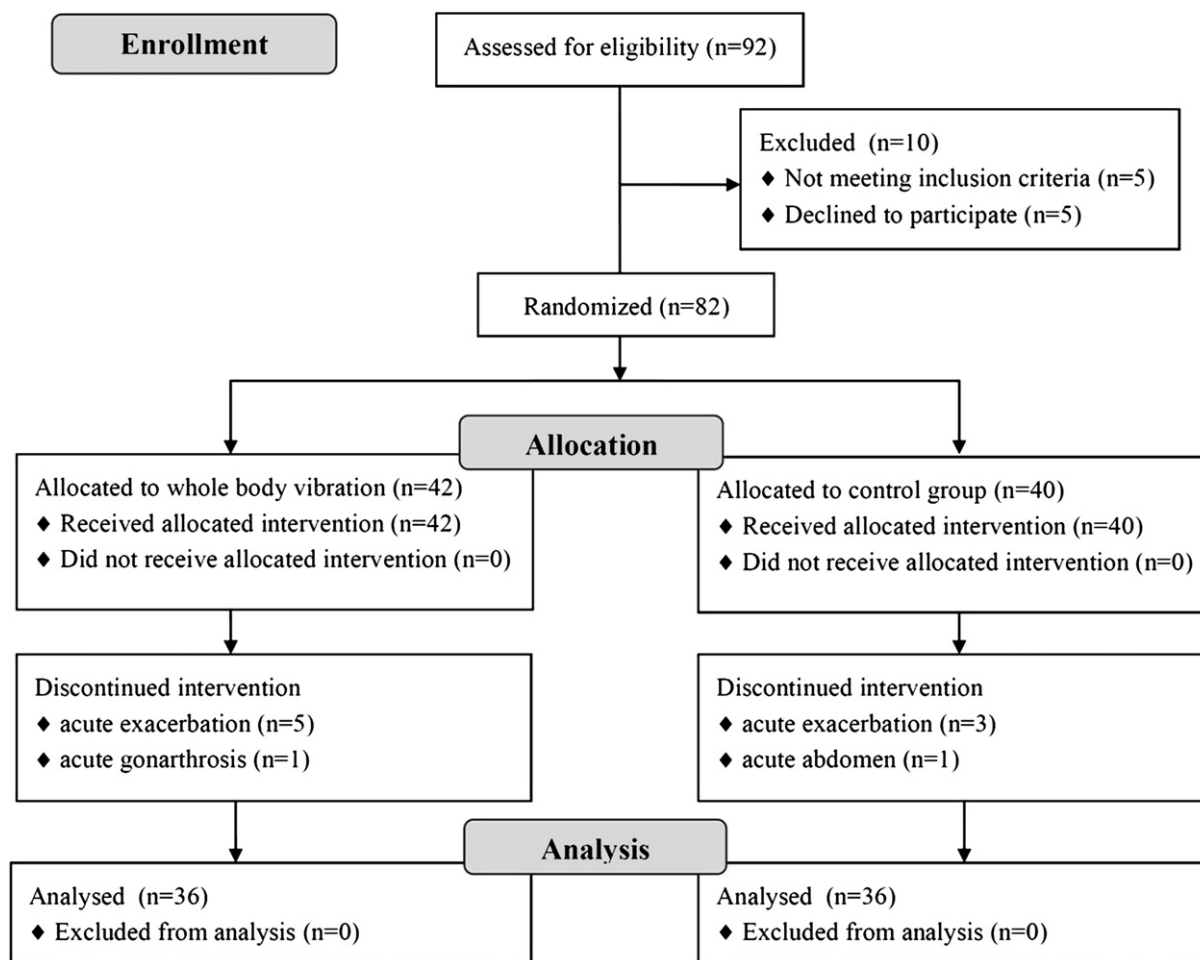 Enrollment
Assessed for eligibility (n=92)
Excluded (n=10)
♦ Not meeting inclusion criteria (n=5)
♦ Declined to participate (n=5)
Randomized (n=82)
Allocation
Allocated to whole body vibration (n=42)
♦ Received allocated intervention (n=42)
♦ Did not receive allocated intervention (n=0)
Allocated to control group (n=40)
♦ Received allocated intervention (n=40)
♦ Did not receive allocated intervention (n=0)
Discontinued intervention
♦ acute exacerbation (n=5)
♦ acute gonarthrosis (n=1)
Discontinued intervention
♦ acute exacerbation (n=3)
♦ acute abdomen (n=1)
Analysis
Analysed (n=36)
♦ Excluded from analysis (n=0)
Analysed (n=36)
♦ Excluded from analysis (n=0)